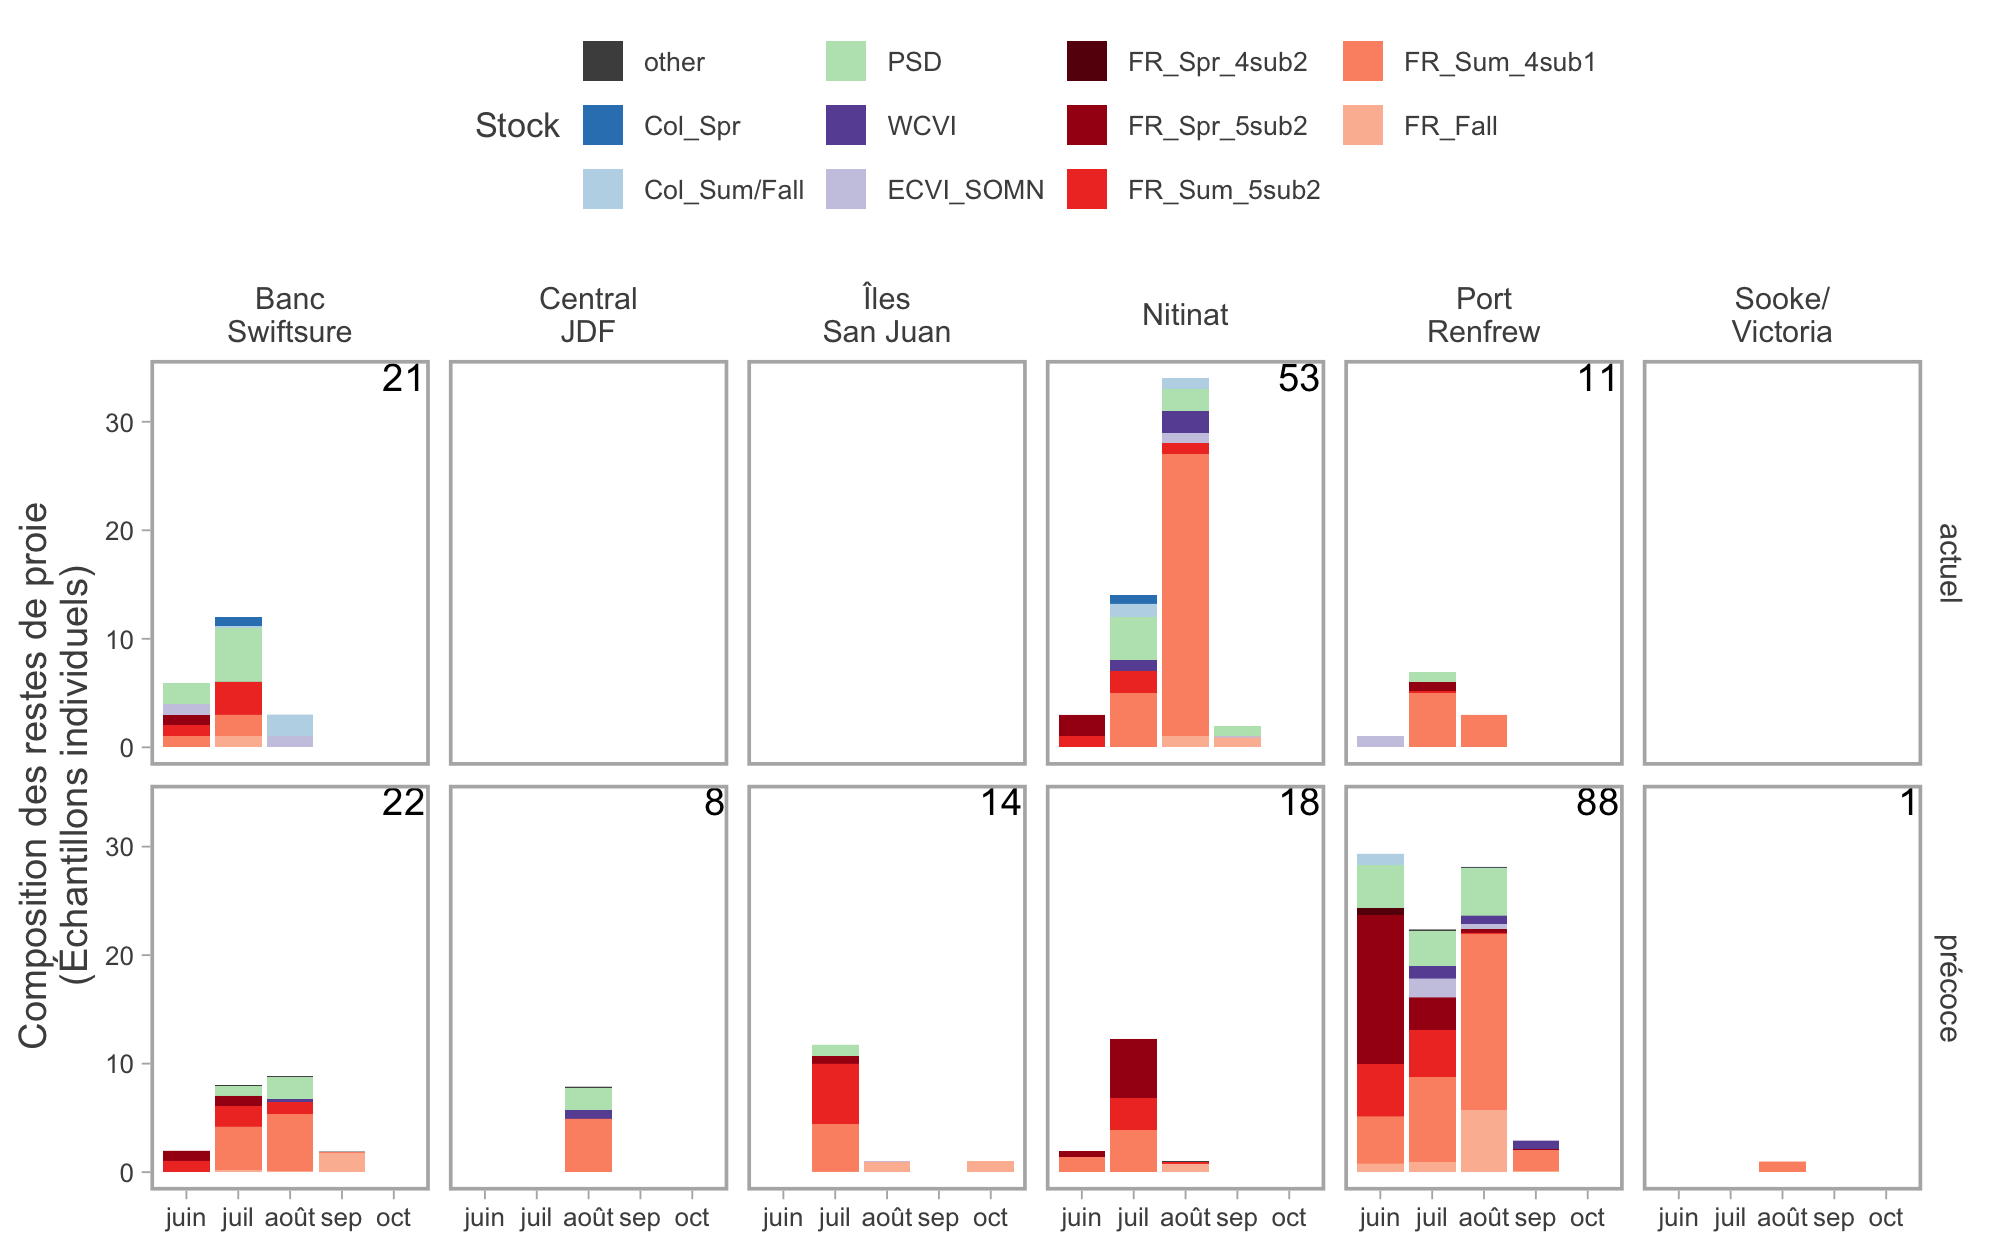 Stock
other
Col_Spr
Col_Sum/Fall
PSD
WCVI
ECVI_SOMN
FR_Spr_4sub2
FR_Spr_5sub2
FR_Sum_5sub2
FR_Sum_4sub1
FR_Fall
Banc
Swiftsure
Central
JDF
Îles
San Juan
Nitinat
Port
Renfrew
Sooke/
Victoria
Composition des restes de proie
(Échantillons individuels)
30
20
10
0
21
53
11
actuel
30
20
10
0
22
8
14
18
88
1
précoce
juin juil août sep oct
juin juil août sep oct
juin juil août sep oct
juin juil août sep oct
juin juil août sep oct
juin juil août sep oct